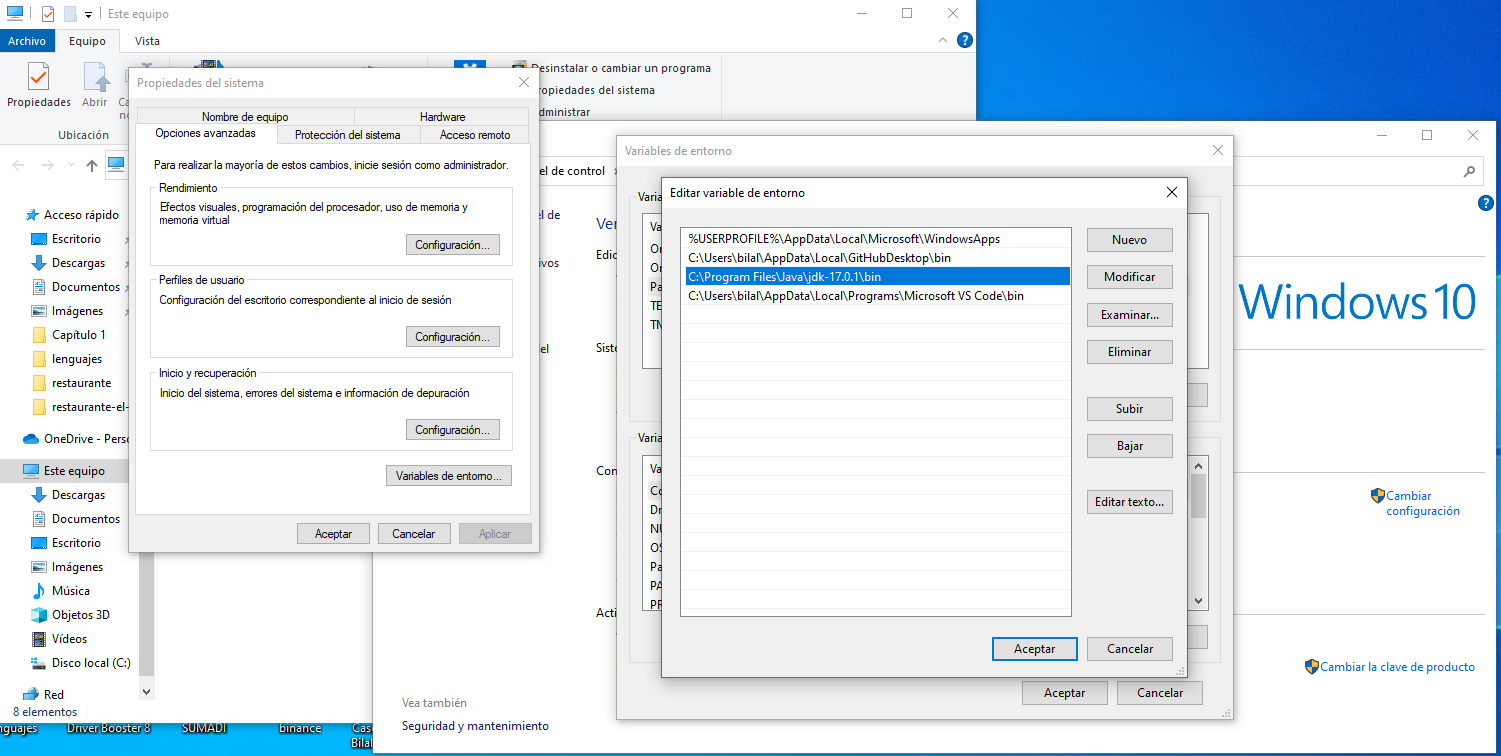 Este equipo
Archivo
Equipo
Vista
Propiedades
Abrir
Ubicación
Desinstalar o cambiar un programa
propiedades del sistema
administrar
Acceso rápido
Escritorio
Descargas
Documentos
Imágenes
Capítulo 1
lenguajes
restaurante
restaurante-el-
OneDrive - Perso
Este equipo
Descargas
Documentos
Escritorio
Imágenes
Música
Objetos 3D
Vídeos
Disco local (C:)
Red
8 elementos
Propiedades del sistema
Nombre de equipo
Hardware
Opciones avanzadas
Protección del sistema
Acceso remoto
Para realizar la mayoría de estos cambios, inicie sesión como administrador.
Rendimiento
Efectos visuales, programación del procesador, uso de memoria y
memoria virtual
Configuración...
Perfiles de usuario
Configuración del escritorio correspondiente al inicio de sesión
Configuración...
Inicio y recuperación
Inicio del sistema, errores del sistema e información de depuración
Configuración...
Variables de entorno...
Aceptar
Cancelar
Aplicar
el de control
el de
Ver
Edic
ivos
el
Siste
Con
Acti
Vea también
Seguridad y mantenimiento
Windows 10
Cambiar
configuración
Cambiar la clave de producto
Variables de entorno
Varia
Va
On
On
Pa
TE
TN
Varia
Va
Co
Dr
NU
OS
Pa
PA
PR
Aceptar
Cancelar
Editar variable de entorno
%USERPROFILE%\AppData\Local\Microsoft\WindowsApps
C:\Users\bilal\AppData\Local\GitHubDesktop\bin
C:\Program Files\Java\jdk-17.0.1\bin
C:\Users\bilal\AppData\Local\Programs\Microsoft VS Code\bin
Nuevo
Modificar
Examinar...
Eliminar
Subir
Bajar
Editar texto...
Aceptar
Cancelar
nguajes
Driver Booster 8
SUMADI
binance
Caso
Bilal